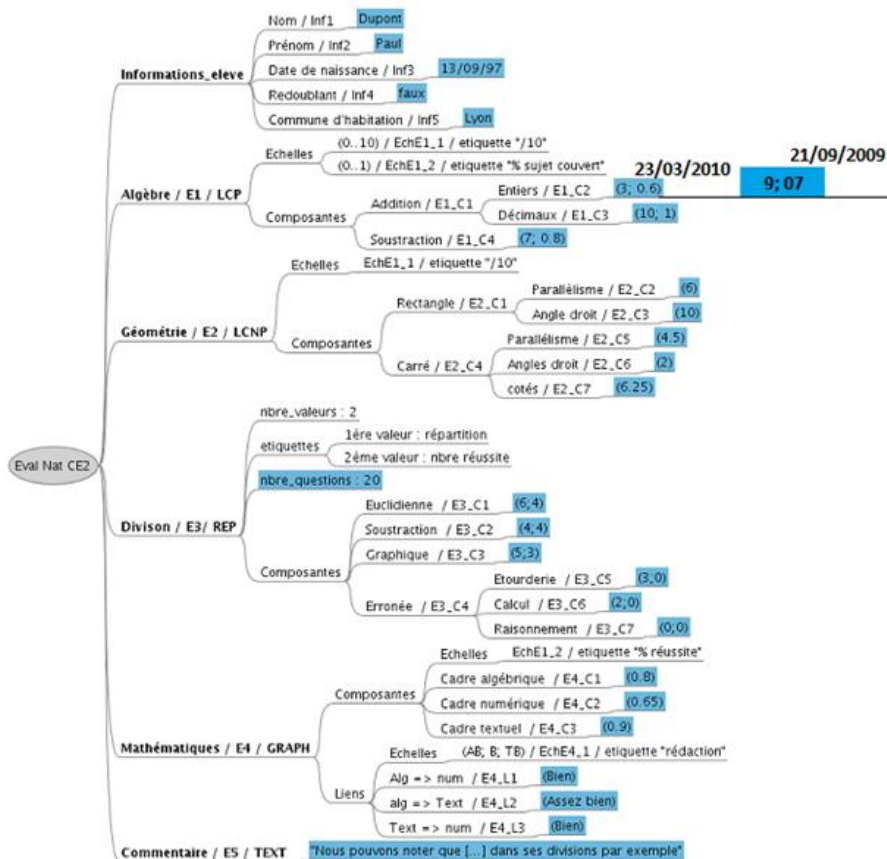 Nom / Inf1 Dupont
Prénom / Inf2 Paul
Informations_eleve
Date de naissance / Inf3 13/09/97
Redoublant / Inf4 faux
Commune d'habitation / Inf5 Lyon
(0..10) / EchE1_1 / etiquette "/10"
Echelles
(0..1) / EchE1_2 / etiquette "% sujet couvert"
23/03/2010
21/09/2009
9; 07
Algèbre / E1 / LCP
Entiers / E1_C2 (3; 0.6)
Addition / E1_C1
Décimaux / E1_C3 (10; 1)
Composantes
Soustraction / E1_C4 (7; 0.8)
Echelles EchE1_1 / etiquette "/10"
Parallélisme / E2_C2 (6)
Rectangle / E2_C1
Angle droit / E2_C3 (10)
Géométrie / E2 / LCNP
Composantes
Parallélisme / E2_C5 (4.5)
Carré / E2_C4
Angles droit / E2_C6 (2)
cotés / E2_C7 (6.25)
nbre_valeurs : 2
1ère valeur : répartition
etiquettes
2ème valeur : nbre réussite
Eval Nat CE2
nbre_questions : 20
Euclidienne / E3_C1 (6;4)
Divison / E3/ REP
Soustraction / E3_C2 (4;4)
Graphique / E3_C3 (5;3)
Composantes
Etourderie / E3_C5 (3;0)
Erronée / E3_C4
Calcul / E3_C6 (2;0)
Raisonnement / E3_C7 (0;0)
Echelles EchE1_2 / etiquette "% réussite"
Composantes
Cadre algébrique / E4_C1 (0.8)
Cadre numérique / E4_C2 (0.65)
Cadre textuel / E4_C3 (0.9)
Mathématiques / E4 / GRAPH
Echelles (AB; B; TB) / EchE4_1 / etiquette "rédaction"
Liens
Alg => num / E4_L1 (Bien)
alg => Text / E4_L2 (Assez bien)
Text => num / E4_L3 (Bien)
Commentaire / E5 / TEXT "Nous pouvons noter que [...] dans ses divisions par exemple"